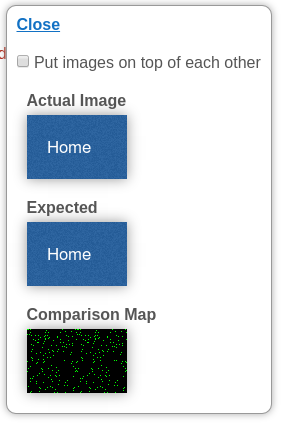 Close
d
Put images on top of each other
Actual Image
Home
Expected
Home
Comparison Map